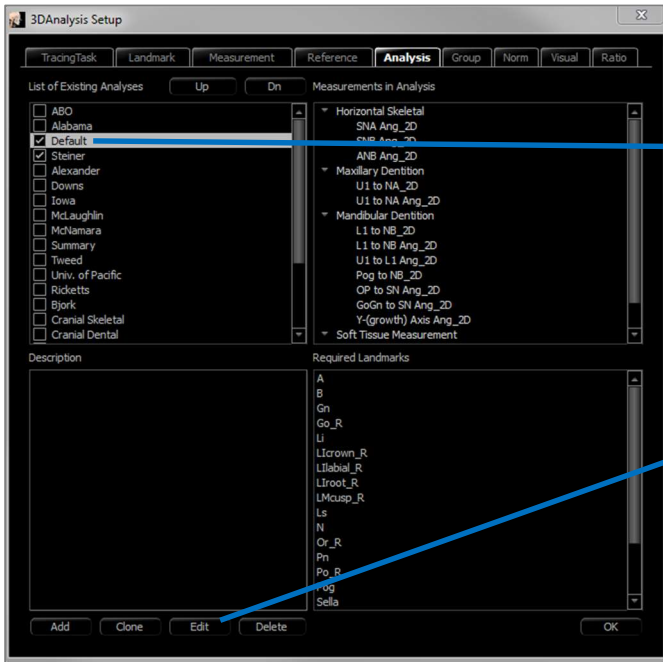 3DAnalysis Setup
TracingTask Landmark Measurement Reference Analysis Group Norm Visual Ratio
List of Existing Analyses Up Dn Measurements in Analysis
ABO
Alabama
Default
Steiner
Alexander
Downs
Iowa
McLaughlin
McNamara
Summary
Tweed
Univ. of Pacific
Ricketts
Bjork
Cranial Skeletal
Cranial Dental
Horizontal Skeletal
SNA Ang_2D
SNB Ang_2D
ANB Ang_2D
Maxillary Dentition
U1 to NA_2D
U1 to NA Ang_2D
Mandibular Dentition
L1 to NB_2D
L1 to NB Ang_2D
U1 to L1 Ang_2D
Pog to NB_2D
OP to SN Ang_2D
GoGn to SN Ang_2D
Y-(growth) Axis Ang_2D
Soft Tissue Measurement
Description
Required Landmarks
A
B
Gn
Go_R
Li
LIcrown_R
LIlabial_R
LIroot_R
LMcusp_R
Ls
N
Or_R
Pn
Po_R
Pog
Sella
Add Clone Edit Delete OK